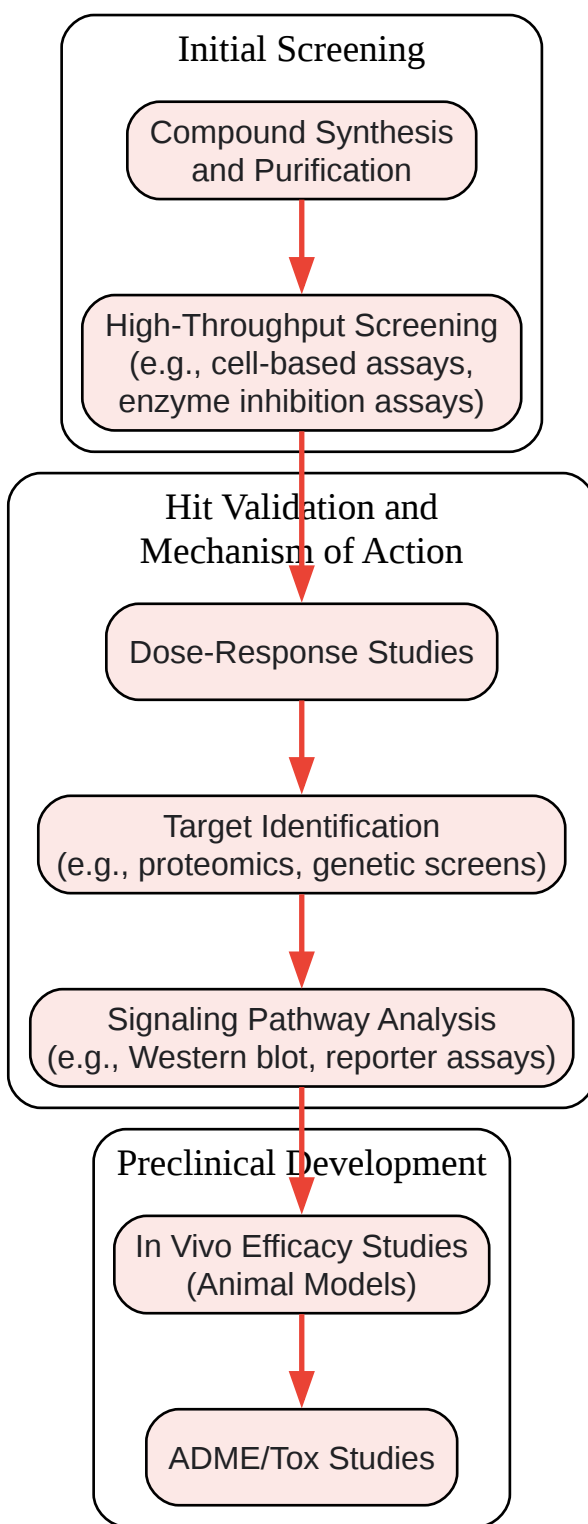 Initial Screening
Compound Synthesis
and Purification
High-Throughput Screening
(e.g., cell-based assays,
enzyme inhibition assays)
Hit Validation and
Mechanism of Action
Dose-Response Studies
Target Identification
(e.g., proteomics, genetic screens)
Signaling Pathway Analysis
(e.g., Western blot, reporter assays)
Preclinical Development
In Vivo Efficacy Studies
(Animal Models)
ADME/Tox Studies